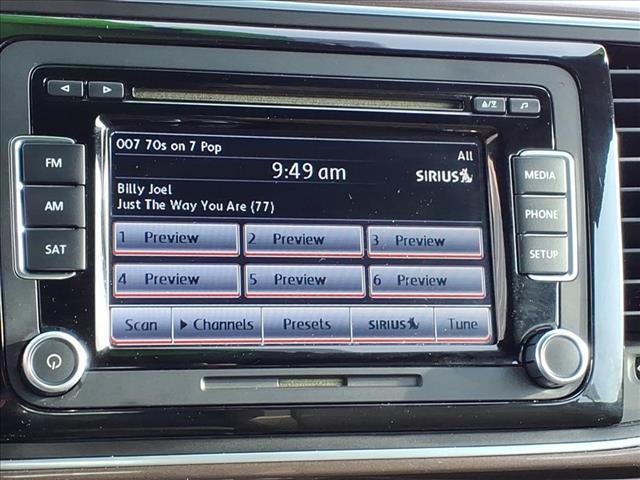 007 70s on 7 Pop
All
9:49 am
SIRIUS
Billy Joel
Just The Way You Are (77)
1 Preview
2 Preview
3 Preview
4 Preview
5 Preview
6 Preview
Scan
Channels
Presets
SIRIUS
Tune
FM
AM
SAT
MEDIA
PHONE
SETUP